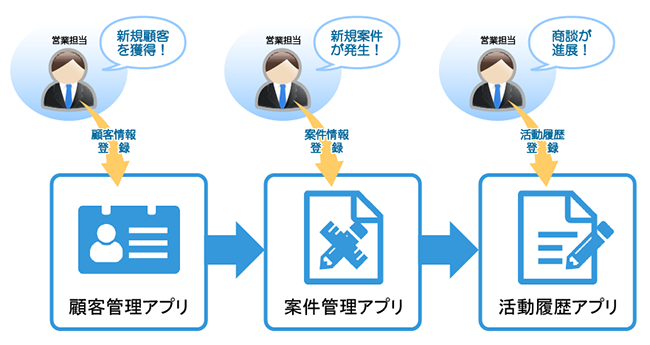 営業担当
新規顧客
を獲得！
営業担当
新規案件
が発生！
営業担当
商談が
進展！
顧客情報
登録
案件情報
登録
活動履歴
登録
顧客管理アプリ
案件管理アプリ
活動履歴アプリ